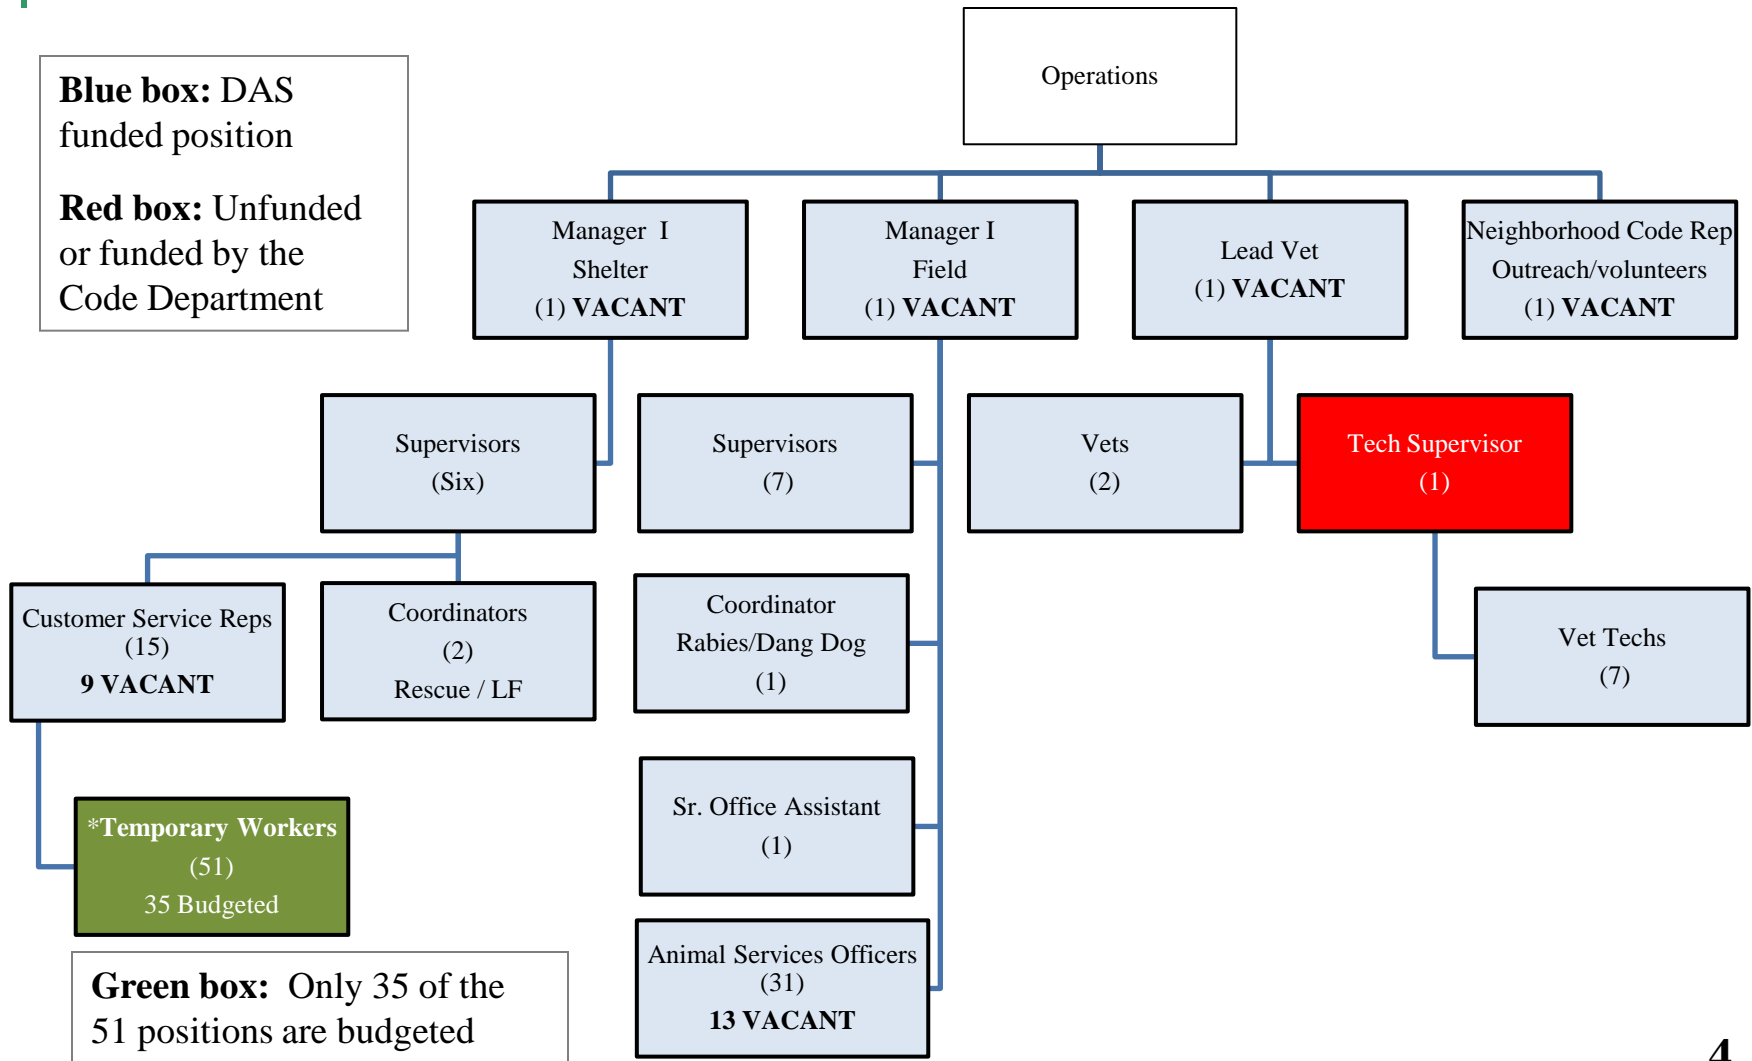 Operations
Blue box: DAS
funded position
Red box: Unfunded
or funded by the
Code Department
Manager I
Shelter
(1) VACANT
Manager I
Field
(1) VACANT
Lead Vet
(1) VACANT
Neighborhood Code Rep
Outreach/volunteers
(1) VACANT
Supervisors
(Six)
Supervisors
(7)
Vets
(2)
Tech Supervisor
(1)
Customer Service Reps
(15)
9 VACANT
Coordinators
(2)
Rescue / LF
Coordinator
Rabies/Dang Dog
(1)
Vet Techs
(7)
*Temporary Workers
(51)
35 Budgeted
Sr. Office Assistant
(1)
Animal Services Officers
(31)
13 VACANT
Green box: Only 35 of the
51 positions are budgeted
4